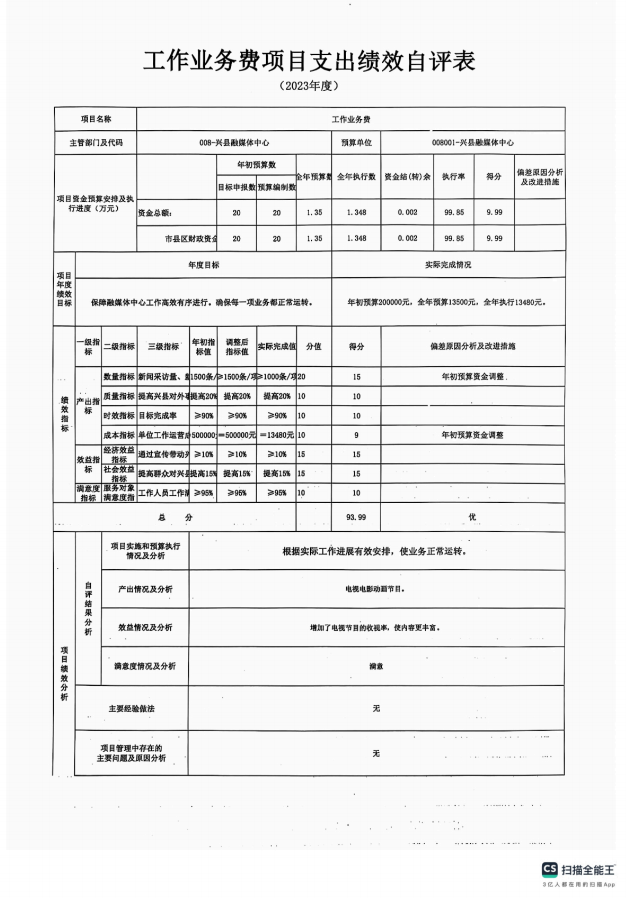 工作业务费项目支出绩效自评表
（2023年度）
项目名称 工作业务费
主管部门及代码 008-兴县融媒体中心 预算单位 008001-兴县融媒体中心
项目资金预算安排及执行进度（万元） 年初预算数 全年预算数 全年执行数 资金结(转)余 执行率 得分 偏差原因分析及改进措施
目标申报数 预算编制数
资金总额: 20 20 1.35 1.348 0.002 99.85 9.99
市县区财政资金 20 20 1.35 1.348 0.002 99.85 9.99
项目年度绩效目标 年度目标 实际完成情况
保障融媒体中心工作高效有序进行。确保每一项业务都正常运转。 年初预算200000元，全年预算13500元，全年执行13480元。
绩效指标 一级指标 二级指标 三级指标 年初指标值 调整后指标值 实际完成值 分值 得分 偏差原因分析及改进措施
产出指标 数量指标 新闻采访量、 1500条/ ≥1500条/项 ≥1000条/项 20 15 年初预算资金调整
质量指标 提高兴县对外 提高20% 提高20% 提高20% 10 10
时效指标 目标完成率 ≥90% ≥90% ≥90% 10 10
成本指标 单位工作运营 500000 =500000元 =13480元 10 9 年初预算资金调整
效益指标 经济效益指标 通过宣传带动 ≥10% ≥10% ≥10% 15 15
社会效益指标 提高群众对兴县 提高15% 提高15% 提高15% 15 15
满意度指标 服务对象满意度指 工作人员工作 ≥95% ≥95% ≥95% 10 10
总 分 93.99 优
项目绩效分析 自评结果分析 项目实施和预算执行情况及分析 根据实际工作进展有效安排，使业务正常运转。
产出情况及分析 电视电影动画节目。
效益情况及分析 增加了电视节目的收视率，使内容更丰富。
满意度情况及分析 满意
主要经验做法 无
项目管理中存在的主要问题及原因分析 无
CS 扫描全能王
3亿人都在用的扫描App